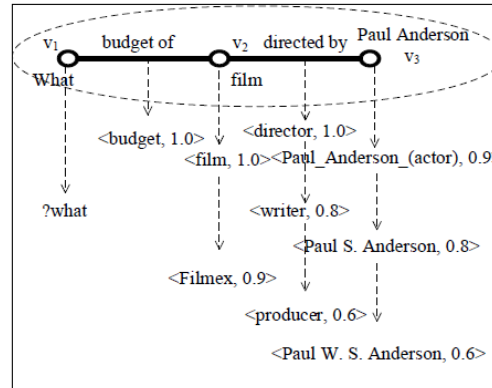 v1 budget of v2 directed by Paul Anderson
What film v3
<budget, 1.0> <director, 1.0>
<film, 1.0> <Paul_Anderson_(actor), 0.9
?what <writer, 0.8>
<Paul S. Anderson, 0.8>
<Filmex, 0.9>
<producer, 0.6>
<Paul W. S. Anderson, 0.6>